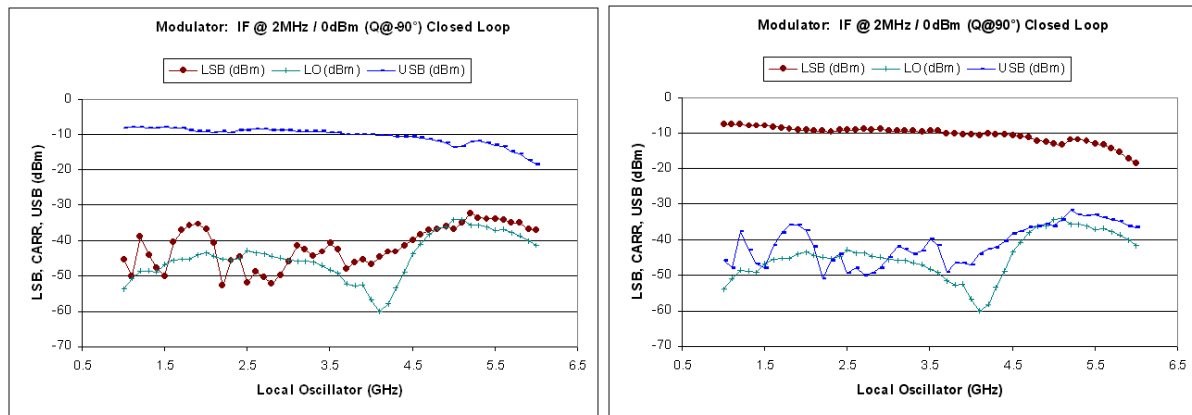 Modulator: IF @ 2MHz / 0dBm (Q@-90°) Closed Loop
LSB (dBm) LO (dBm) USB (dBm)
LSB, CARR, USB (dBm)
0
-10
-20
-30
-40
-50
-60
-70
0.5 1.5 2.5 3.5 4.5 5.5 6.5
Local Oscillator (GHz)
Modulator: IF @ 2MHz / 0dBm (Q@90°) Closed Loop
LSB (dBm) LO (dBm) USB (dBm)
LSB, CARR, USB (dBm)
0
-10
-20
-30
-40
-50
-60
-70
0.5 1.5 2.5 3.5 4.5 5.5 6.5
Local Oscillator (GHz)